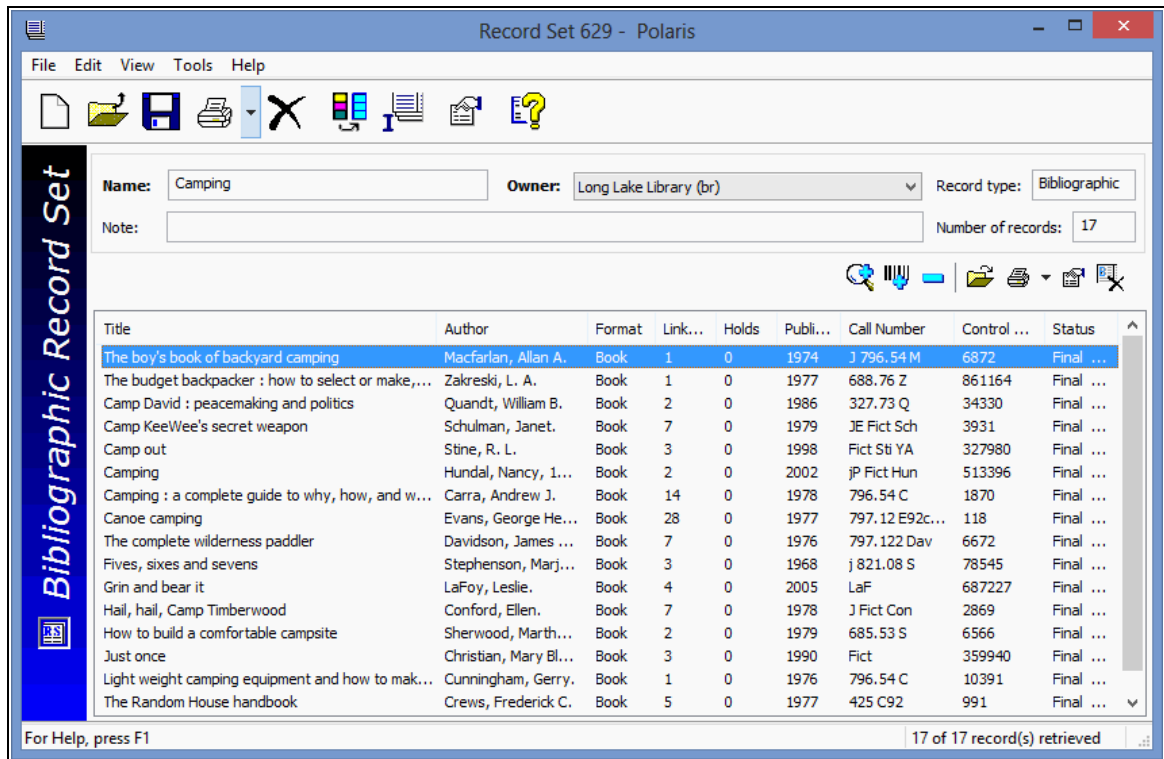 Record Set 629 - Polaris
File Edit View Tools Help
Bibliographic Record Set
Name: Camping Owner: Long Lake Library (br) Record type: Bibliographic
Note: Number of records: 17
Title Author Format Link... Holds Publi... Call Number Control ... Status
The boy's book of backyard camping Macfarlan, Allan A. Book 1 0 1974 J 796.54 M 6872 Final ...
The budget backpacker : how to select or make,... Zakreski, L. A. Book 1 0 1977 688.76 Z 861164 Final ...
Camp David : peacemaking and politics Quandt, William B. Book 2 0 1986 327.73 Q 34330 Final ...
Camp KeeWee's secret weapon Schulman, Janet. Book 7 0 1979 JE Fict Sch 3931 Final ...
Camp out Stine, R. L. Book 3 0 1998 Fict Sti YA 327980 Final ...
Camping Hundal, Nancy, 1... Book 2 0 2002 jP Fict Hun 513396 Final ...
Camping : a complete guide to why, how, and w... Carra, Andrew J. Book 14 0 1978 796.54 C 1870 Final ...
Canoe camping Evans, George He... Book 28 0 1977 797.12 E92c... 118 Final ...
The complete wilderness paddler Davidson, James ... Book 7 0 1976 797.122 Dav 6672 Final ...
Fives, sixes and sevens Stephenson, Marj... Book 3 0 1968 j 821.08 S 78545 Final ...
Grin and bear it LaFoy, Leslie. Book 4 0 2005 LaF 687227 Final ...
Hail, hail, Camp Timberwood Conford, Ellen. Book 7 0 1978 J Fict Con 2869 Final ...
How to build a comfortable campsite Sherwood, Marth... Book 2 0 1979 685.53 S 6566 Final ...
Just once Christian, Mary Bl... Book 3 0 1990 Fict 359940 Final ...
Light weight camping equipment and how to mak... Cunningham, Gerry. Book 1 0 1976 796.54 C 10391 Final ...
The Random House handbook Crews, Frederick C. Book 5 0 1977 425 C92 991 Final ...
For Help, press F1 17 of 17 record(s) retrieved